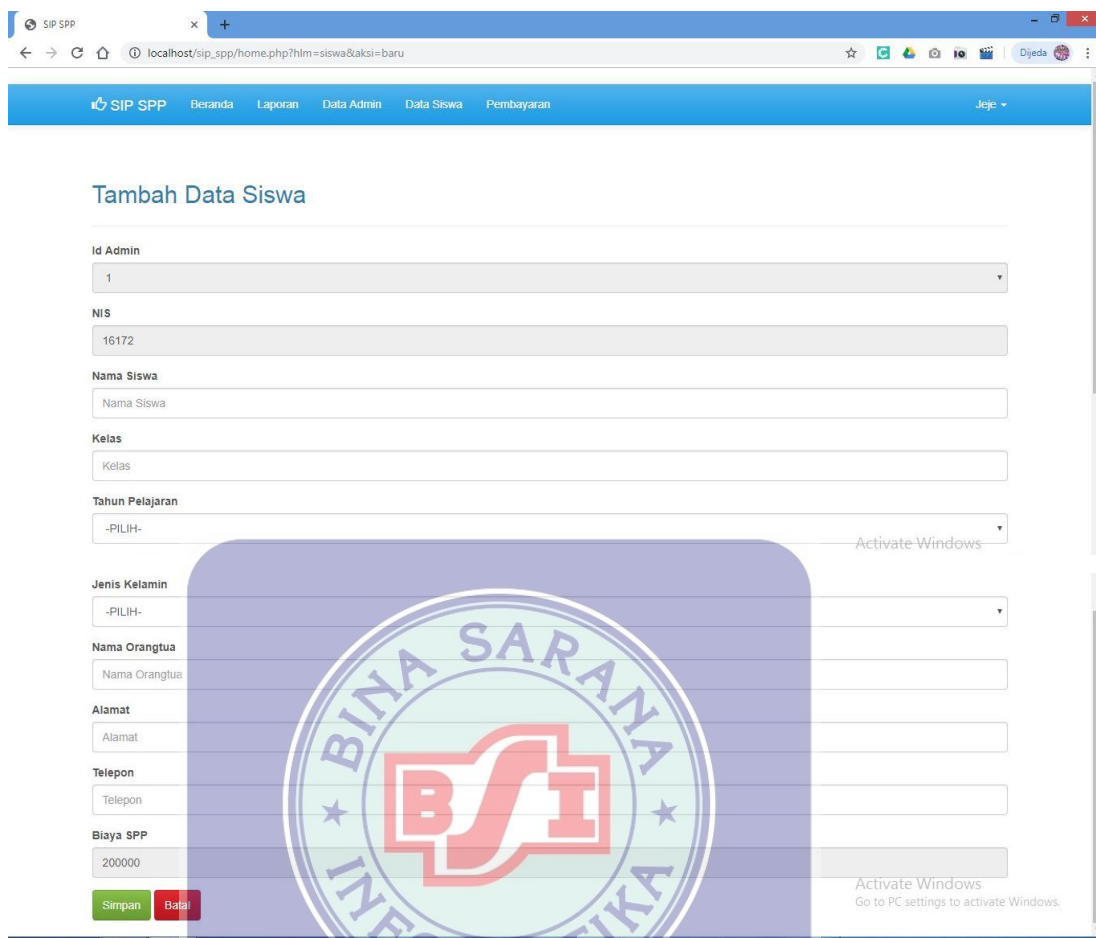 SIP SPP
localhost/sip_spp/home.php?hlm=siswa&aksi=baru
Dijeda
SIP SPP Beranda Laporan Data Admin Data Siswa Pembayaran Jeje
Tambah Data Siswa
Id Admin
1
NIS
16172
Nama Siswa
Nama Siswa
Kelas
Kelas
Tahun Pelajaran
-PILIH-
Activate Windows
Jenis Kelamin
-PILIH-
Nama Orangtua
Nama Orangtua
Alamat
Alamat
Telepon
Telepon
Biaya SPP
200000
Simpan Batal
Activate Windows
Go to PC settings to activate Windows.
BINA SARANA
BSI